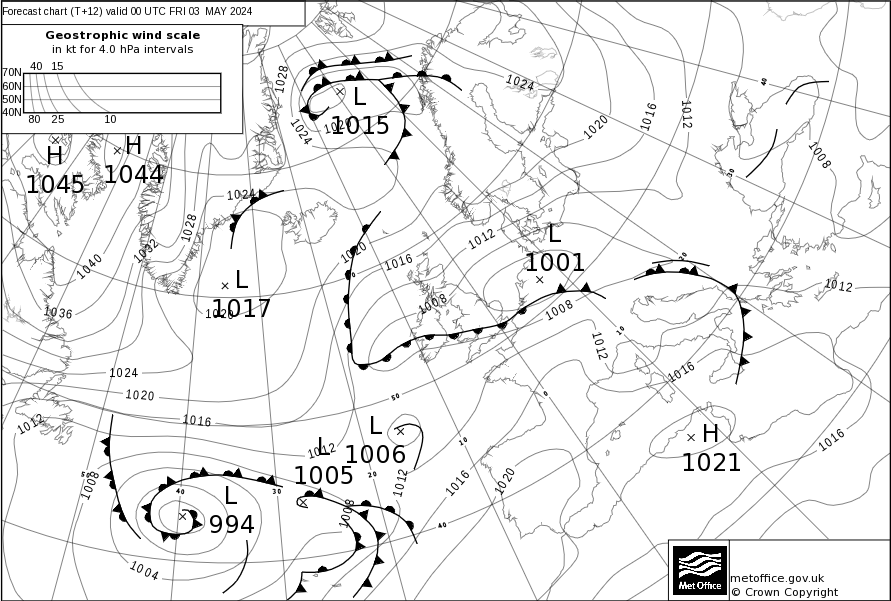 Forecast chart (T+12) valid 00 UTC FRI 03 MAY 2024
Geostrophic wind scale
in kt for 4.0 hPa intervals
40 15
70N
60N
50N
40N
80 25 10
H
1045
H
1044
L
1015
L
1017
L
1001
L
1006
L
1005
L
994
H
1021
1028
1024
1020
1024
1024
1020
1016
1012
1008
1040
1032
1028
1036
1020
1020
1016
1012
1008
1008
1012
1012
1016
1016
1024
1020
1016
1012
1012
1008
1012
1016
1020
1008
1004
40
30
20
10
0
10
20
30
40
50
40
50
metoffice.gov.uk
© Crown Copyright
Met Office